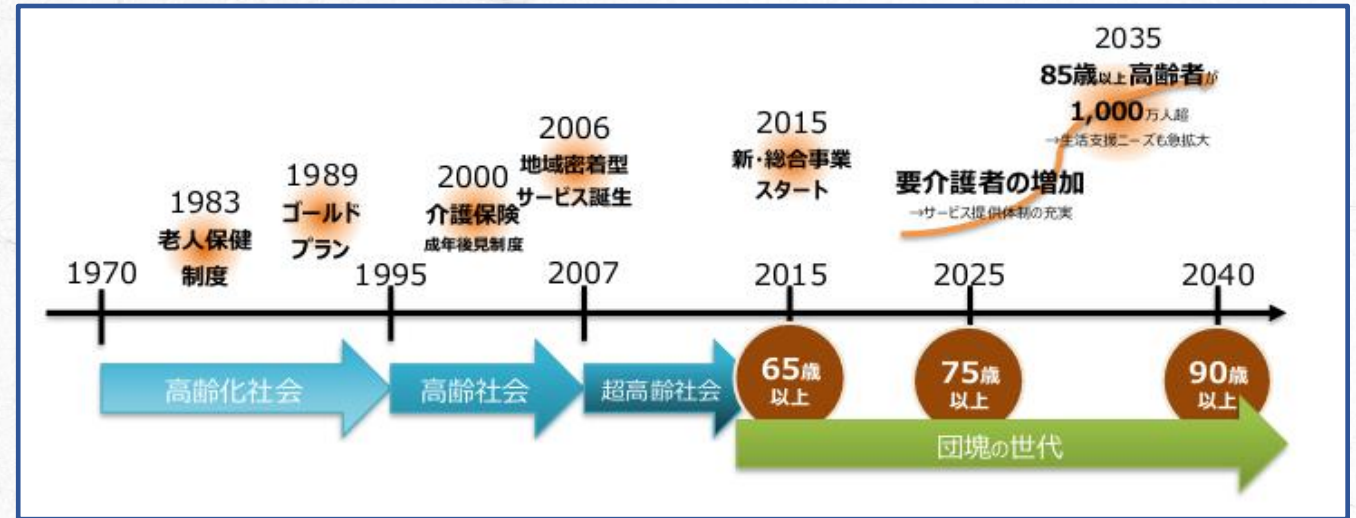 1983
老人保健
制度
1989
ゴールド
プラン
2000
介護保険
成年後見制度
2006
地域密着型
サービス誕生
2015
新・総合事業
スタート
要介護者の増加
→サービス提供体制の充実
2035
85歳以上高齢者が
1,000万人超
→生活支援ニーズも急拡大
1970
1995
2007
2015
2025
2040
高齢化社会
高齢社会
超高齢社会
65歳
以上
75歳
以上
90歳
以上
団塊の世代